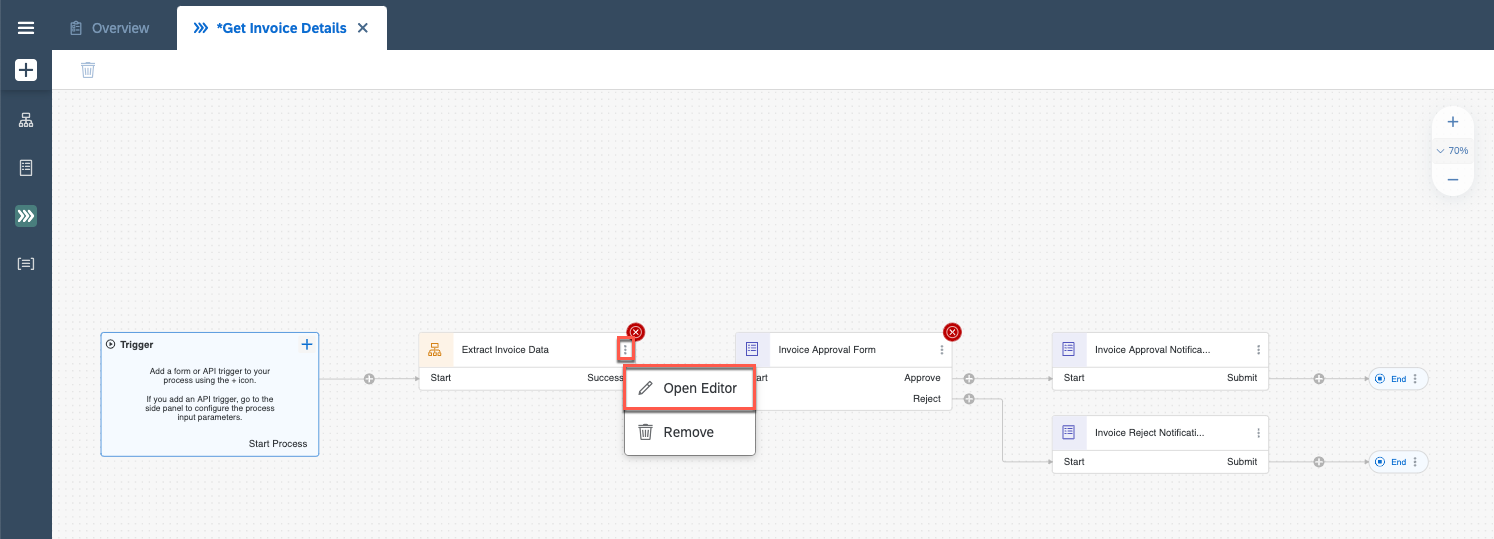 Overview
*Get Invoice Details
70%
Trigger
Add a form or API trigger to your
process using the + icon.
If you add an API trigger, go to the
side panel to configure the process
input parameters.
Start Process
Extract Invoice Data
Start
Success
Open Editor
Remove
Invoice Approval Form
art
Approve
Reject
Invoice Approval Notifica...
Start
Submit
End
Invoice Reject Notificati...
Start
Submit
End